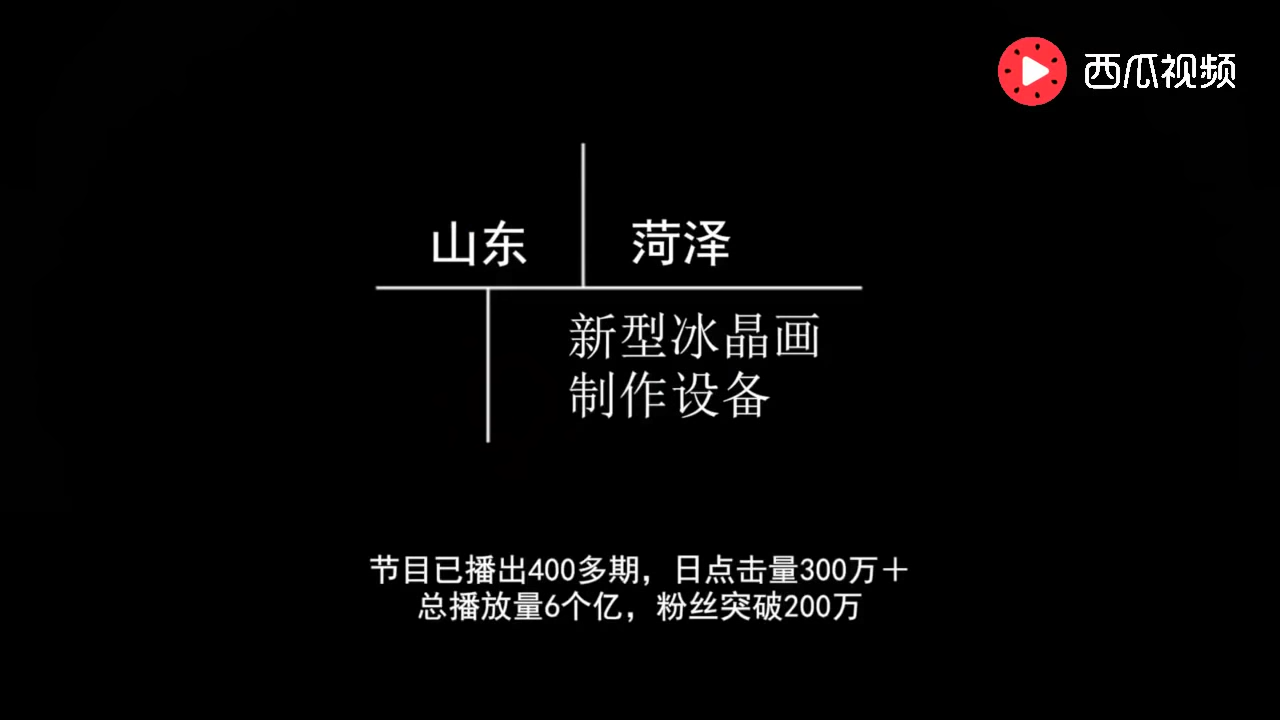 西瓜视频
山东 菏泽
新型冰晶画
制作设备
节目已播出400多期，日点击量300万＋
总播放量6个亿，粉丝突破200万